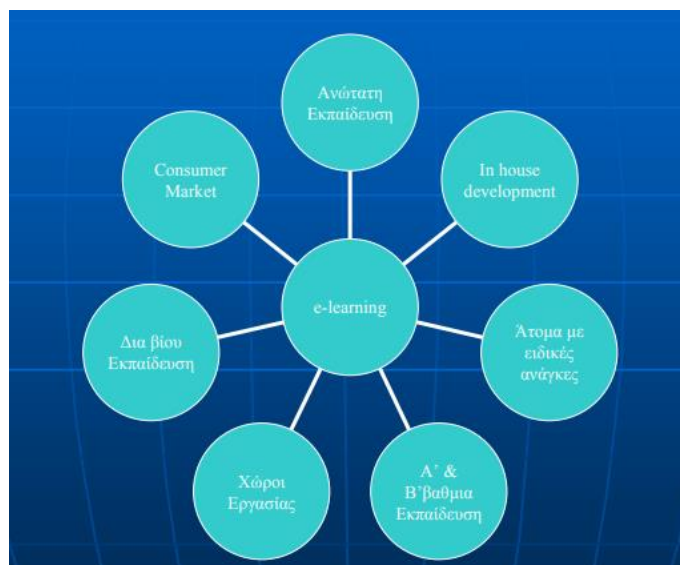 Ανώτατη
Εκπαίδευση
Consumer
Market
In house
development
e-learning
Δια βίου
Εκπαίδευση
Άτομα με
ειδικές
ανάγκες
Χώροι
Εργασίας
Α’ &
Β’βαθμια
Εκπαίδευση